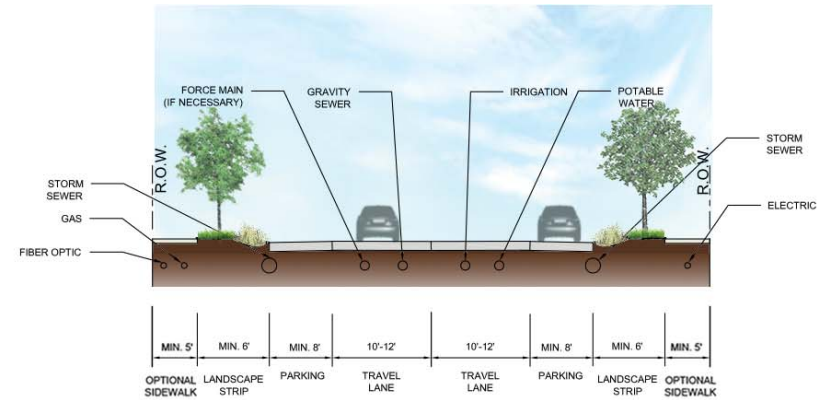 FORCE MAIN
(IF NECESSARY)
GRAVITY
SEWER
IRRIGATION
POTABLE
WATER
STORM
SEWER
R.O.W.
R.O.W.
STORM
SEWER
GAS
ELECTRIC
FIBER OPTIC
MIN. 5'
MIN. 6'
MIN. 8'
10'-12'
10'-12'
MIN. 8'
MIN. 6'
MIN. 5'
OPTIONAL
SIDEWALK
LANDSCAPE
STRIP
PARKING
TRAVEL
LANE
TRAVEL
LANE
PARKING
LANDSCAPE
STRIP
OPTIONAL
SIDEWALK